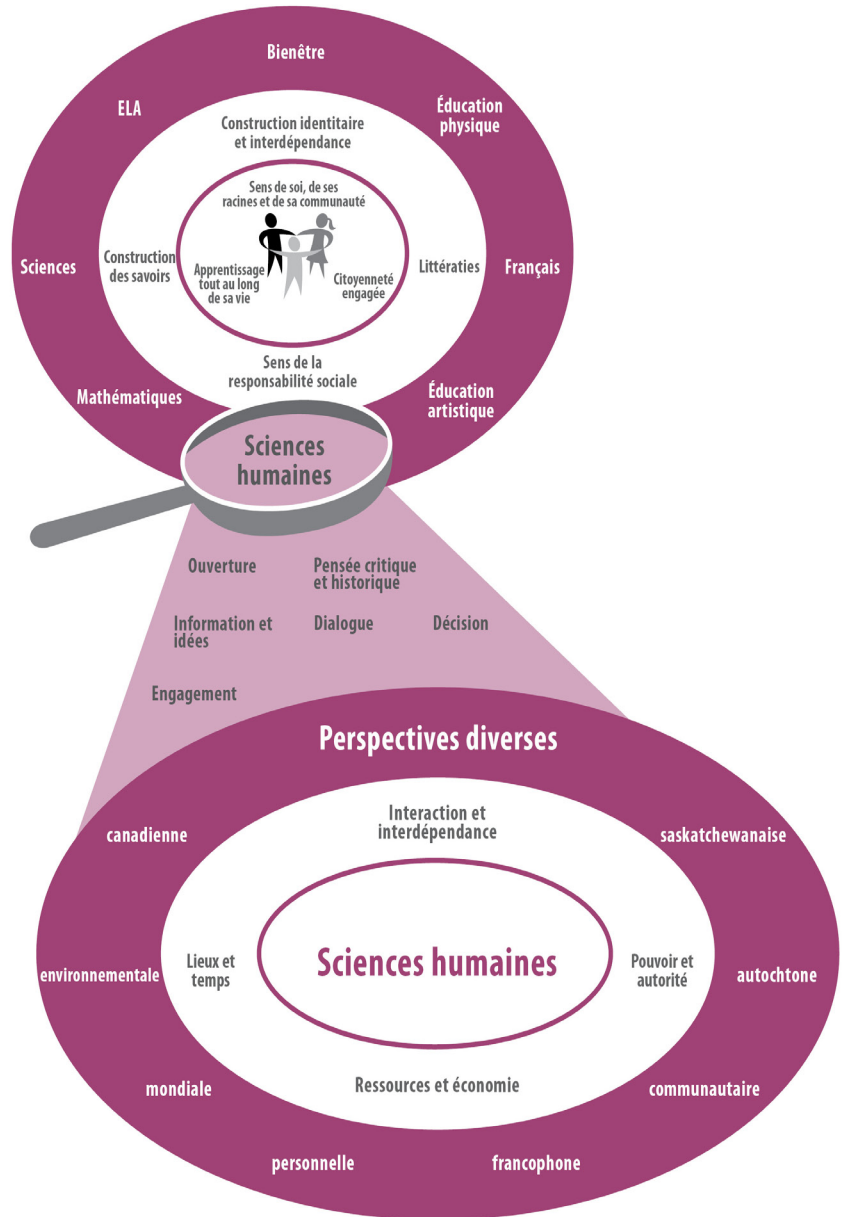 Bienêtre
ELA
Éducation
physique
Construction identitaire
et interdépendance
Sens de soi, de ses
racines et de sa communauté
Sciences
Construction
des savoirs
Apprentissage
tout au long
de sa vie
Citoyenneté
engagée
Littératies
Français
Sens de la
responsabilité sociale
Mathématiques
Éducation
artistique
Sciences
humaines
Ouverture
Pensée critique
et historique
Information et
idées
Dialogue
Décision
Engagement
Perspectives diverses
Interaction et
interdépendance
canadienne
saskatchewanaise
environnementale
Lieux et
temps
Sciences humaines
Pouvoir et
autorité
autochtone
Ressources et économie
mondiale
communautaire
personnelle
francophone